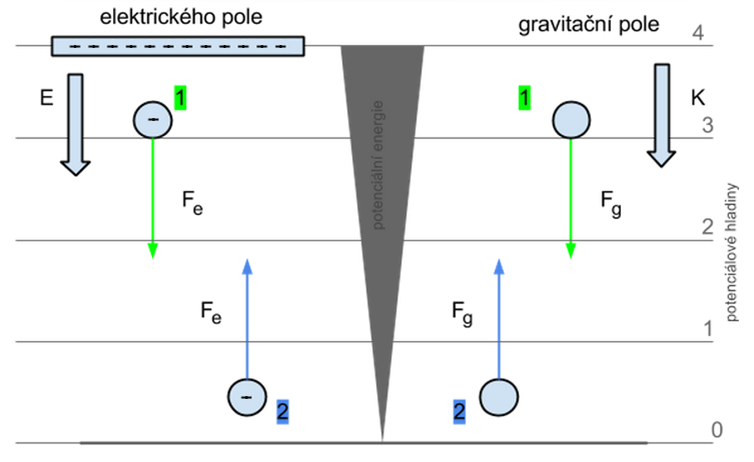 elektrického pole
gravitační pole
4
E
1
1
K
potenciální energie
3
Fe
Fg
2
potenciálové hladiny
Fe
Fg
1
2
2
0